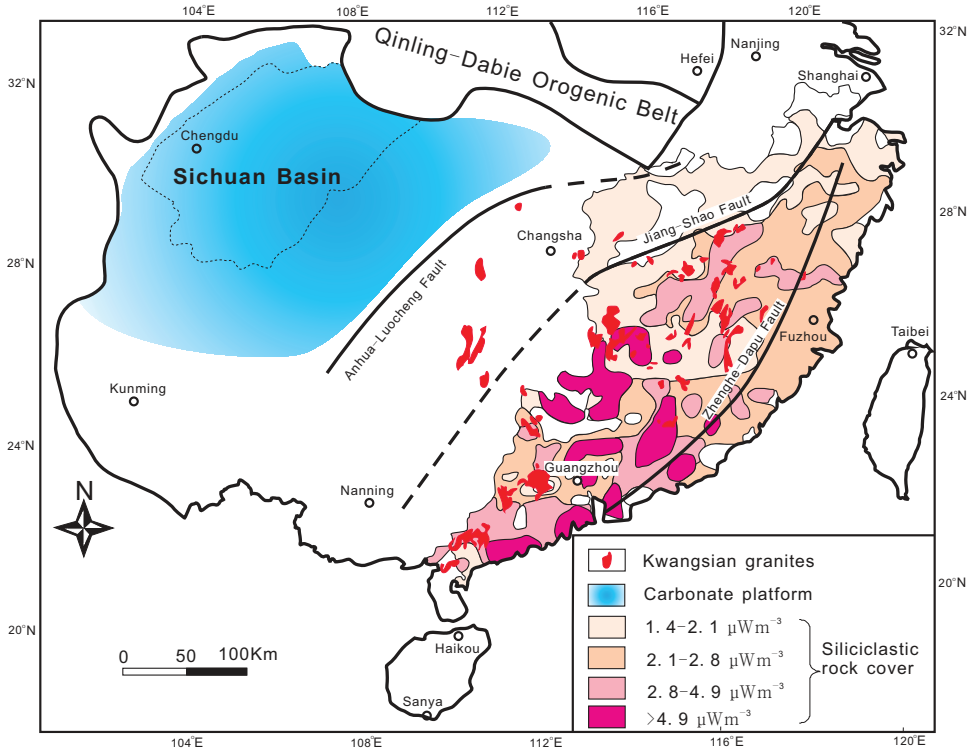 104°E
108°E
112°E
116°E
120°E
32°N
32°N
Qinling-Dabie Orogenic Belt
Nanjing
Hefei
Shanghai
Chengdu
Sichuan Basin
28°N
28°N
Changsha
Jiang-Shao Fault
Anhua-Luocheng Fault
Zhenghe-Dapu Fault
Fuzhou
Taibei
Kunming
24°N
24°N
Guangzhou
Nanning
N
20°N
20°N
Haikou
Sanya
0 50 100Km
Kwangsian granites
Carbonate platform
1.4-2.1 μWm⁻³
2.1-2.8 μWm⁻³
2.8-4.9 μWm⁻³
>4.9 μWm⁻³
Siliciclastic
rock cover
104°E
108°E
112°E
116°E
120°E